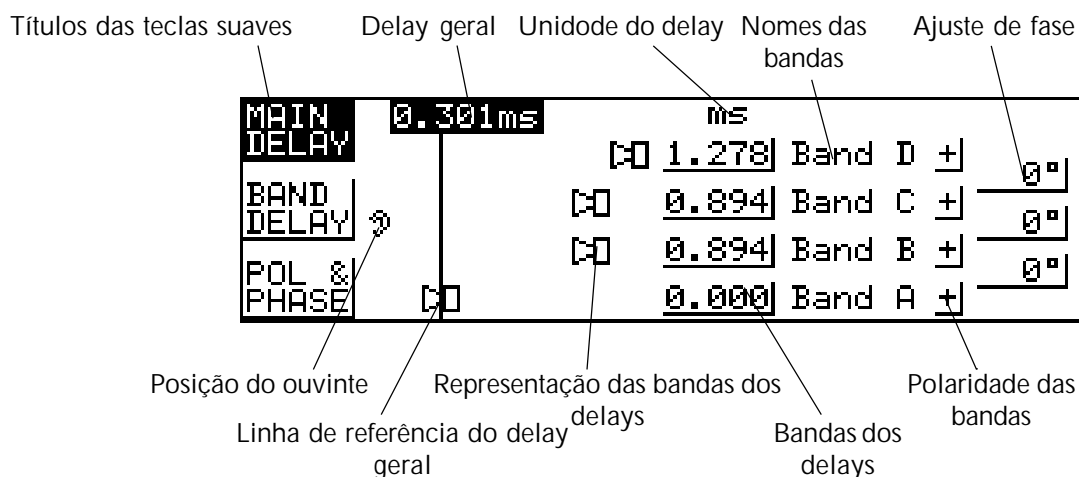 Títulos das teclas suaves
Delay geral
Unidode do delay
Nomes das
bandas
Ajuste de fase
MAIN
DELAY
0.301ms
ms
1.278 Band D +
0°
BAND
DELAY
0.894 Band C +
0°
0.894 Band B +
0°
POL &
PHASE
0.000 Band A +
Posição do ouvinte
Representação das bandas dos
delays
Polaridade das
bandas
Linha de referência do delay
geral
Bandas dos
delays